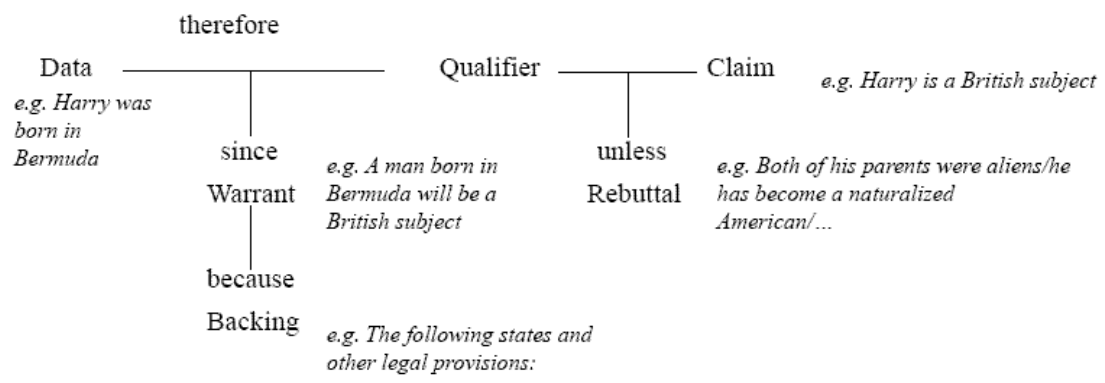 therefore
Data
Qualifier
Claim
e.g. Harry is a British subject
e.g. Harry was
born in
Bermuda
since
Warrant
e.g. A man born in
Bermuda will be a
British subject
unless
Rebuttal
e.g. Both of his parents were aliens/he
has become a naturalized
American/...
because
Backing
e.g. The following states and
other legal provisions: